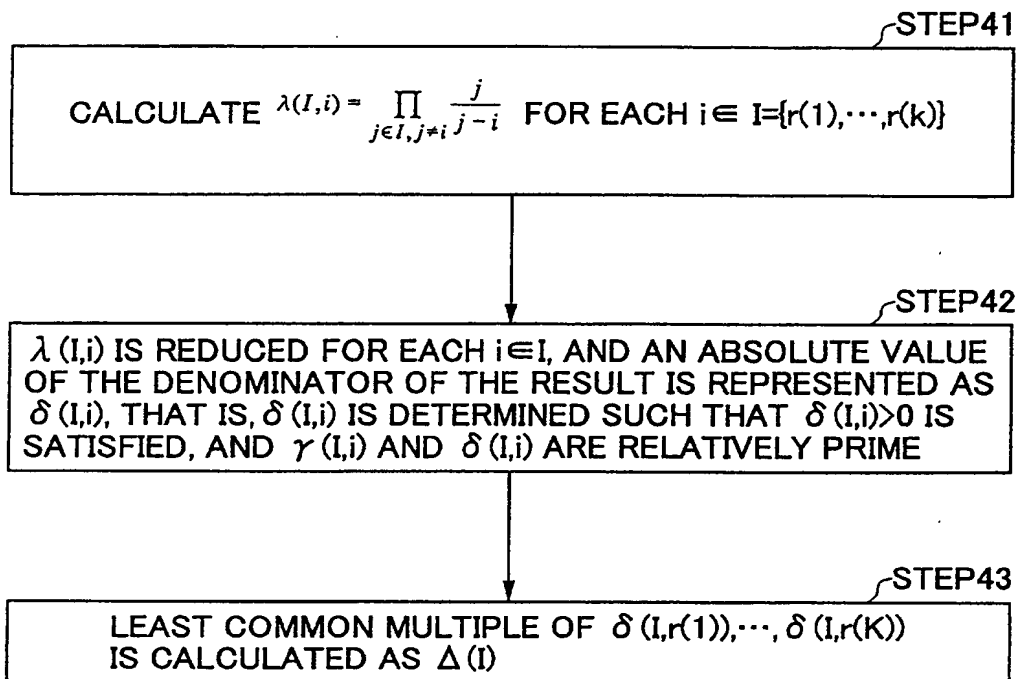 STEP41
CALCULATE λ(I,i) = ∏ j∈I,j≠i j/j-i FOR EACH i∈ I={r(1),⋯,r(k)}
STEP42
λ(I,i) IS REDUCED FOR EACH i∈I, AND AN ABSOLUTE VALUE
OF THE DENOMINATOR OF THE RESULT IS REPRESENTED AS
δ(I,i), THAT IS, δ(I,i) IS DETERMINED SUCH THAT δ(I,i)>0 IS
SATISFIED, AND γ(I,i) AND δ(I,i) ARE RELATIVELY PRIME
STEP43
LEAST COMMON MULTIPLE OF δ(I,r(1)),⋯, δ(I,r(K))
IS CALCULATED AS Δ(I)